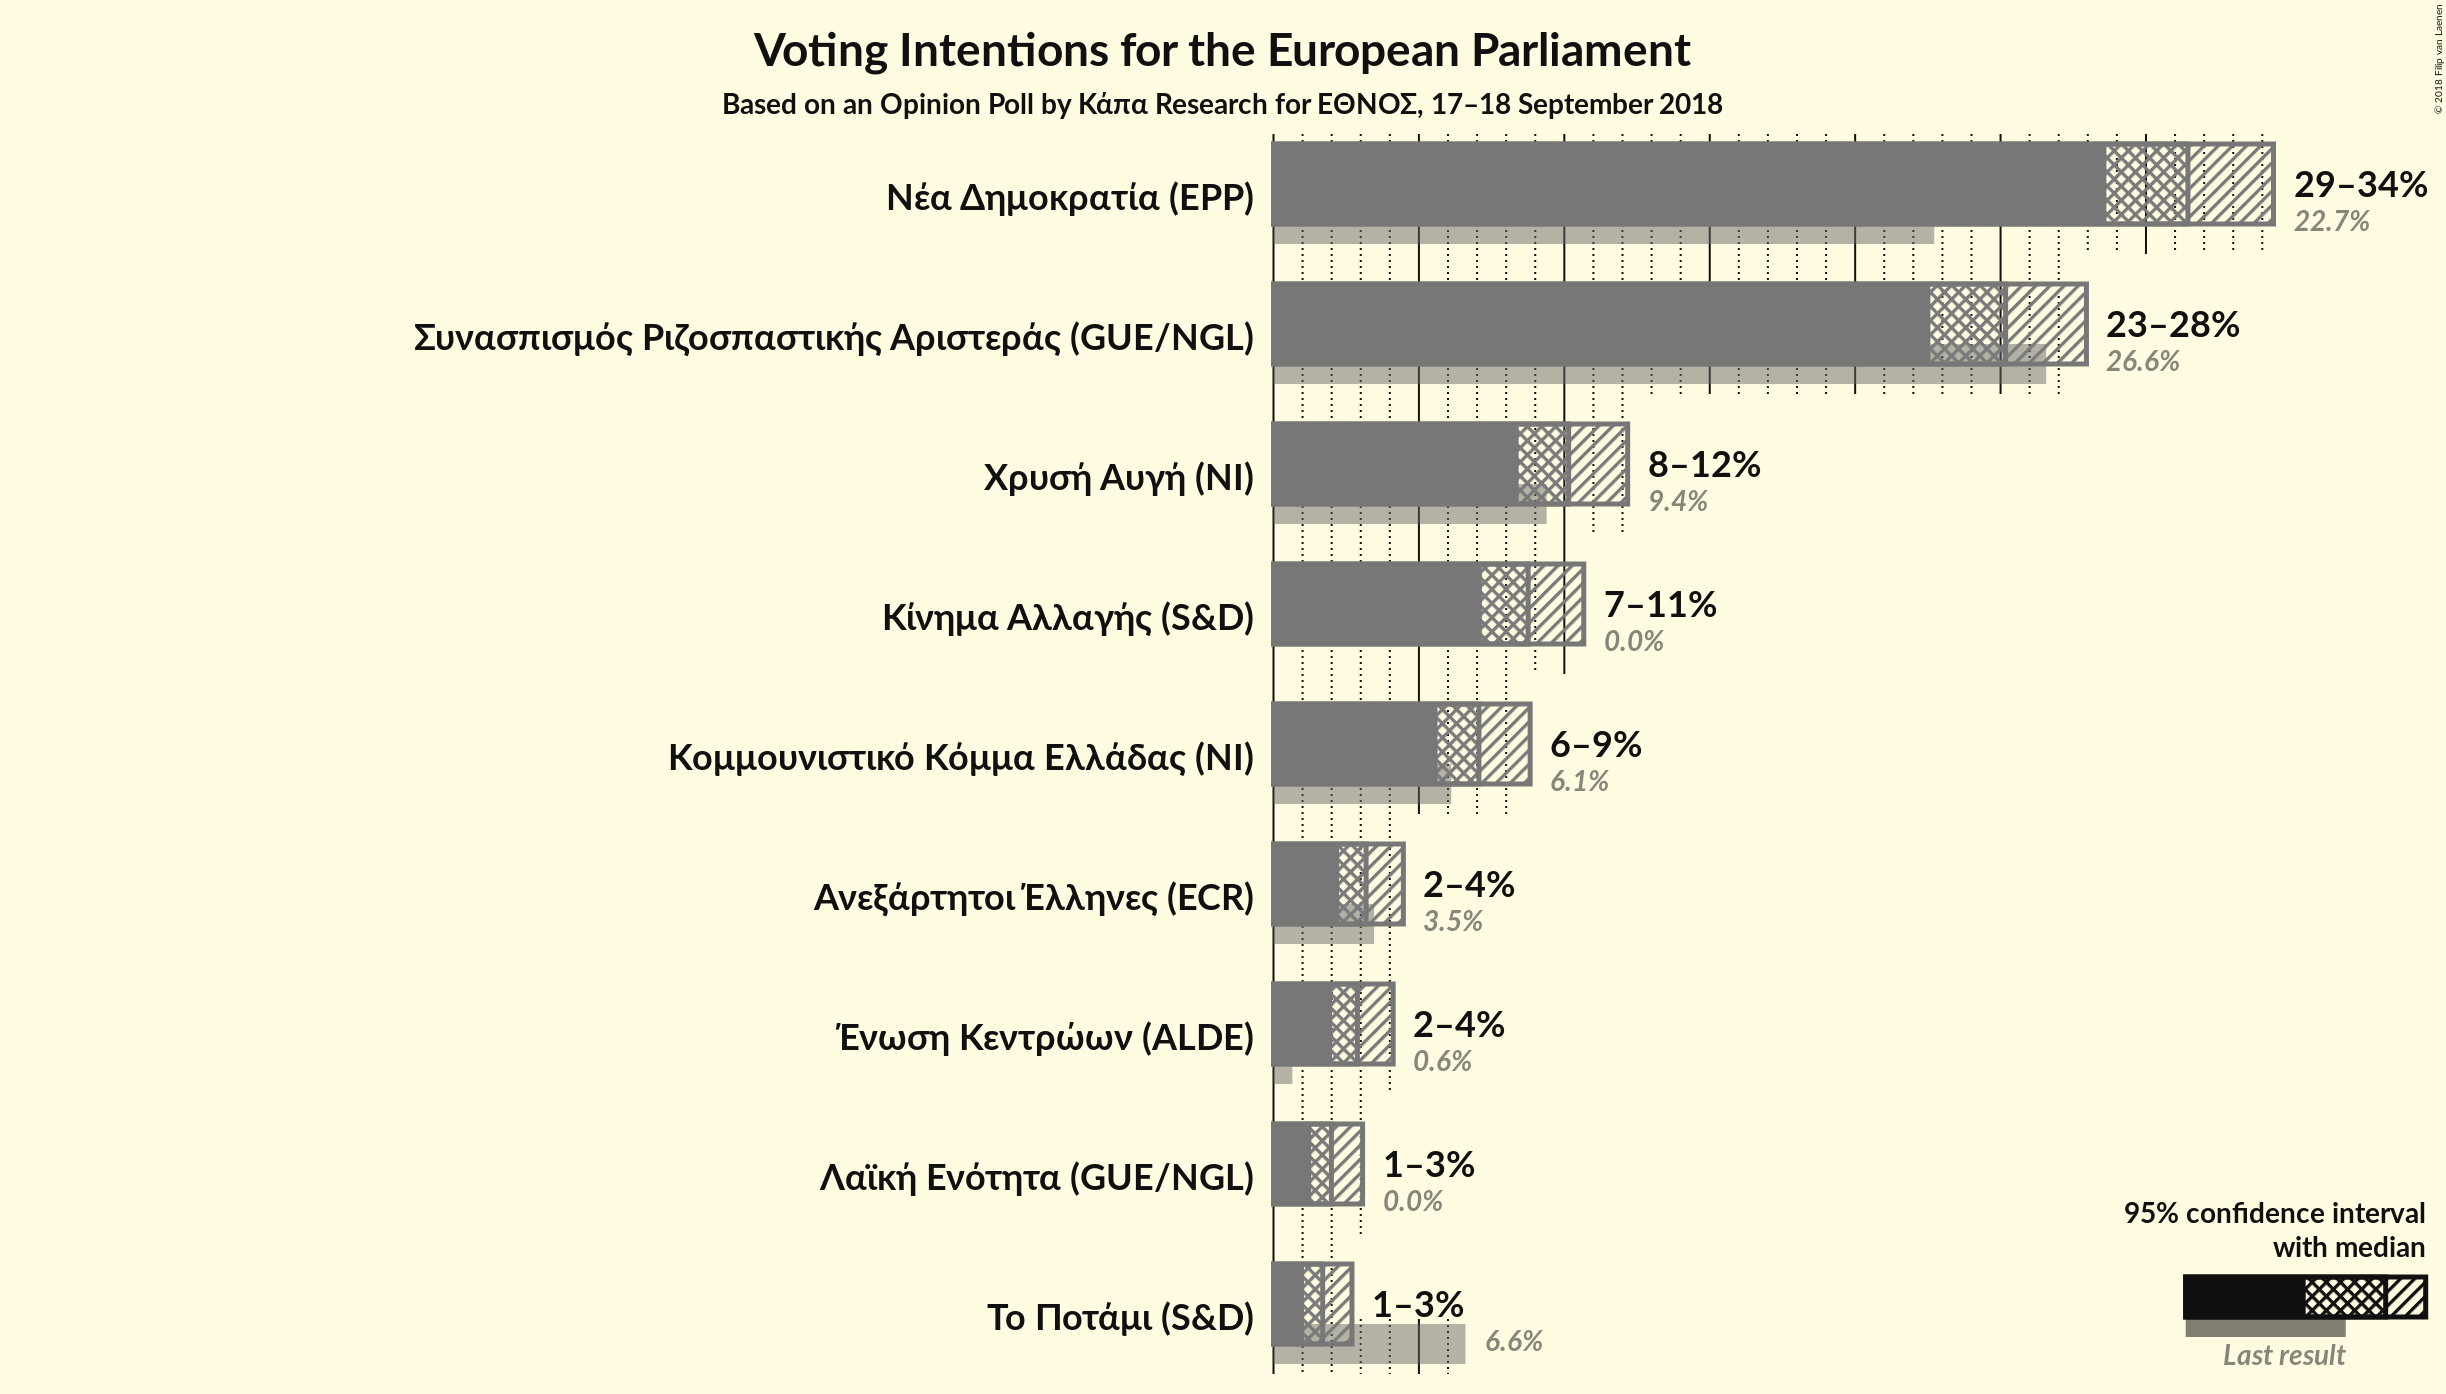 Voting Intentions for the European Parliament
Based on an Opinion Poll by Κάπα Research for ΕΘΝΟΣ, 17–18 September 2018
© 2018 Filip van Laenen
Νέα Δημοκρατία (EPP)
29–34%
22.7%
Συνασπισμός Ριζοσπαστικής Αριστεράς (GUE/NGL)
23–28%
26.6%
Χρυσή Αυγή (NI)
8–12%
9.4%
Κίνημα Αλλαγής (S&D)
7–11%
0.0%
Κομμουνιστικό Κόμμα Ελλάδας (NI)
6–9%
6.1%
Ανεξάρτητοι Έλληνες (ECR)
2–4%
3.5%
Ένωση Κεντρώων (ALDE)
2–4%
0.6%
Λαϊκή Ενότητα (GUE/NGL)
1–3%
0.0%
Το Ποτάμι (S&D)
1–3%
6.6%
95% confidence interval
with median
Last result